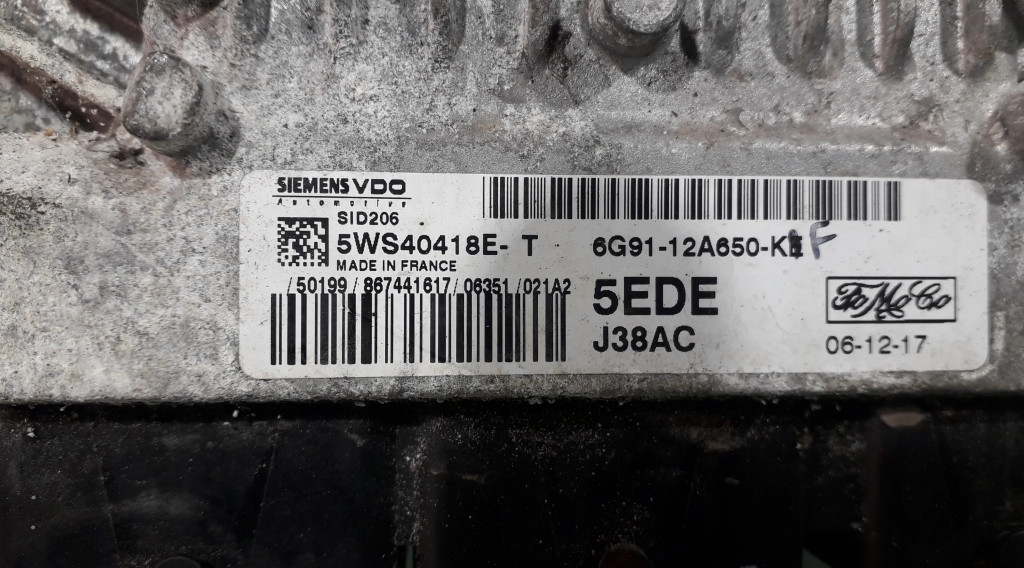 SIEMENS VDO
Automotive
SID206
5WS40418E- T
MADE IN FRANCE
/ 50199 / 867441617 / 06351 / 021A2
6G91-12A650-KE F
5EDE
J38AC
FoMoCo
06-12-17